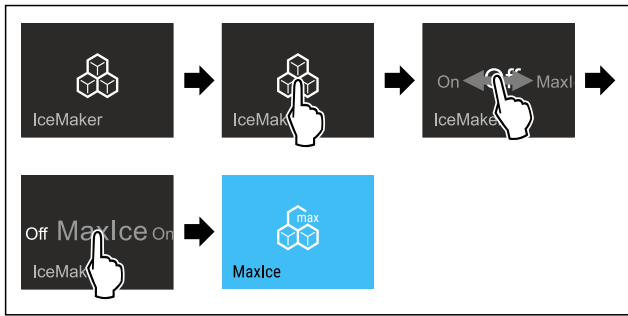 IceMaker
IceMak
On Off MaxI
IceMake
Off MaxIce On
IceMak
max
MaxIce